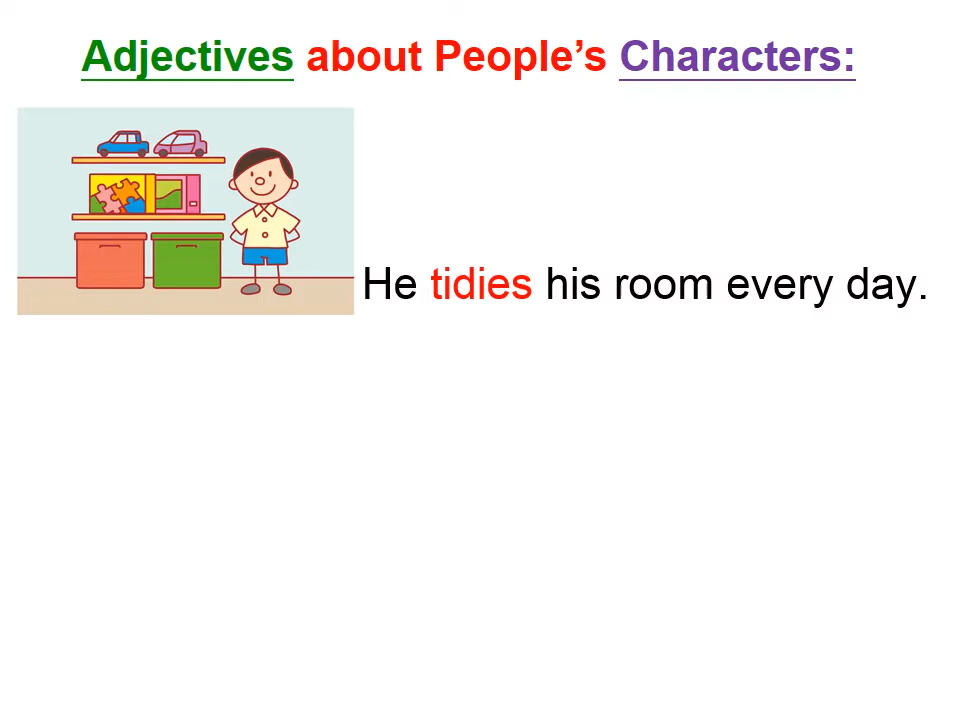 Adjectives about People’s Characters:
He tidies his room every day.